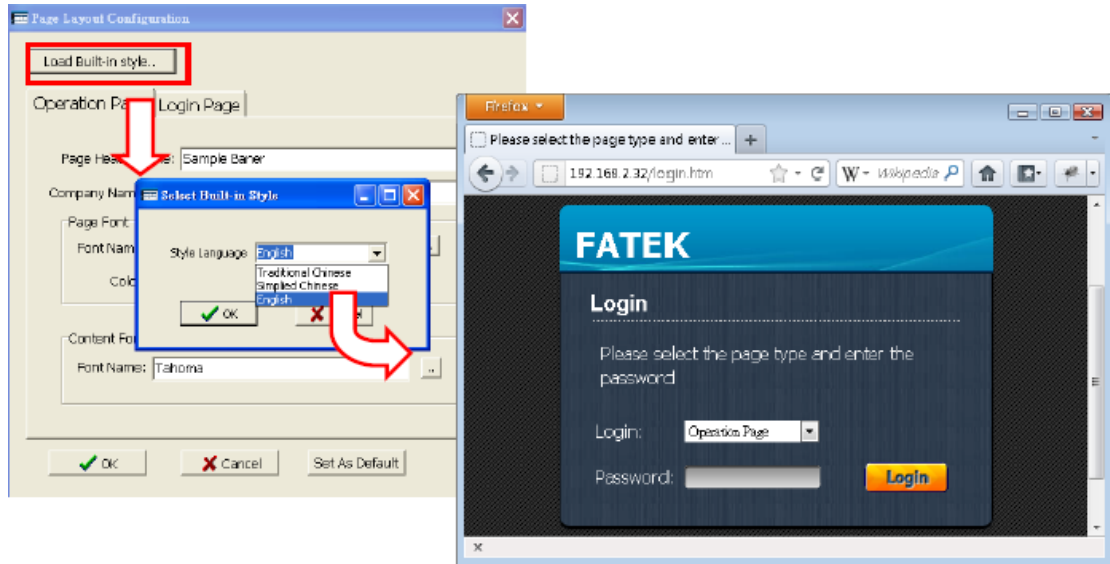 Page Layout Configuration
Load Built-in style..
Operation Pa
Login Page
Page Hea
e:
Sample Baner
Company Nam
Select Built-in Style
Page Font
Font Nam
Style Language
English
Traditional Chinese
Simplied Chinese
English
OK
Content Fo
Font Name:
Tahoma
..
OK
Cancel
Set As Default
Firefox
Please select the page type and enter ...
192.168.2.32/login.htm
W
Wikipedia
FATEK
Login
Please select the page type and enter the
password
Login:
Operation Page
Password:
Login